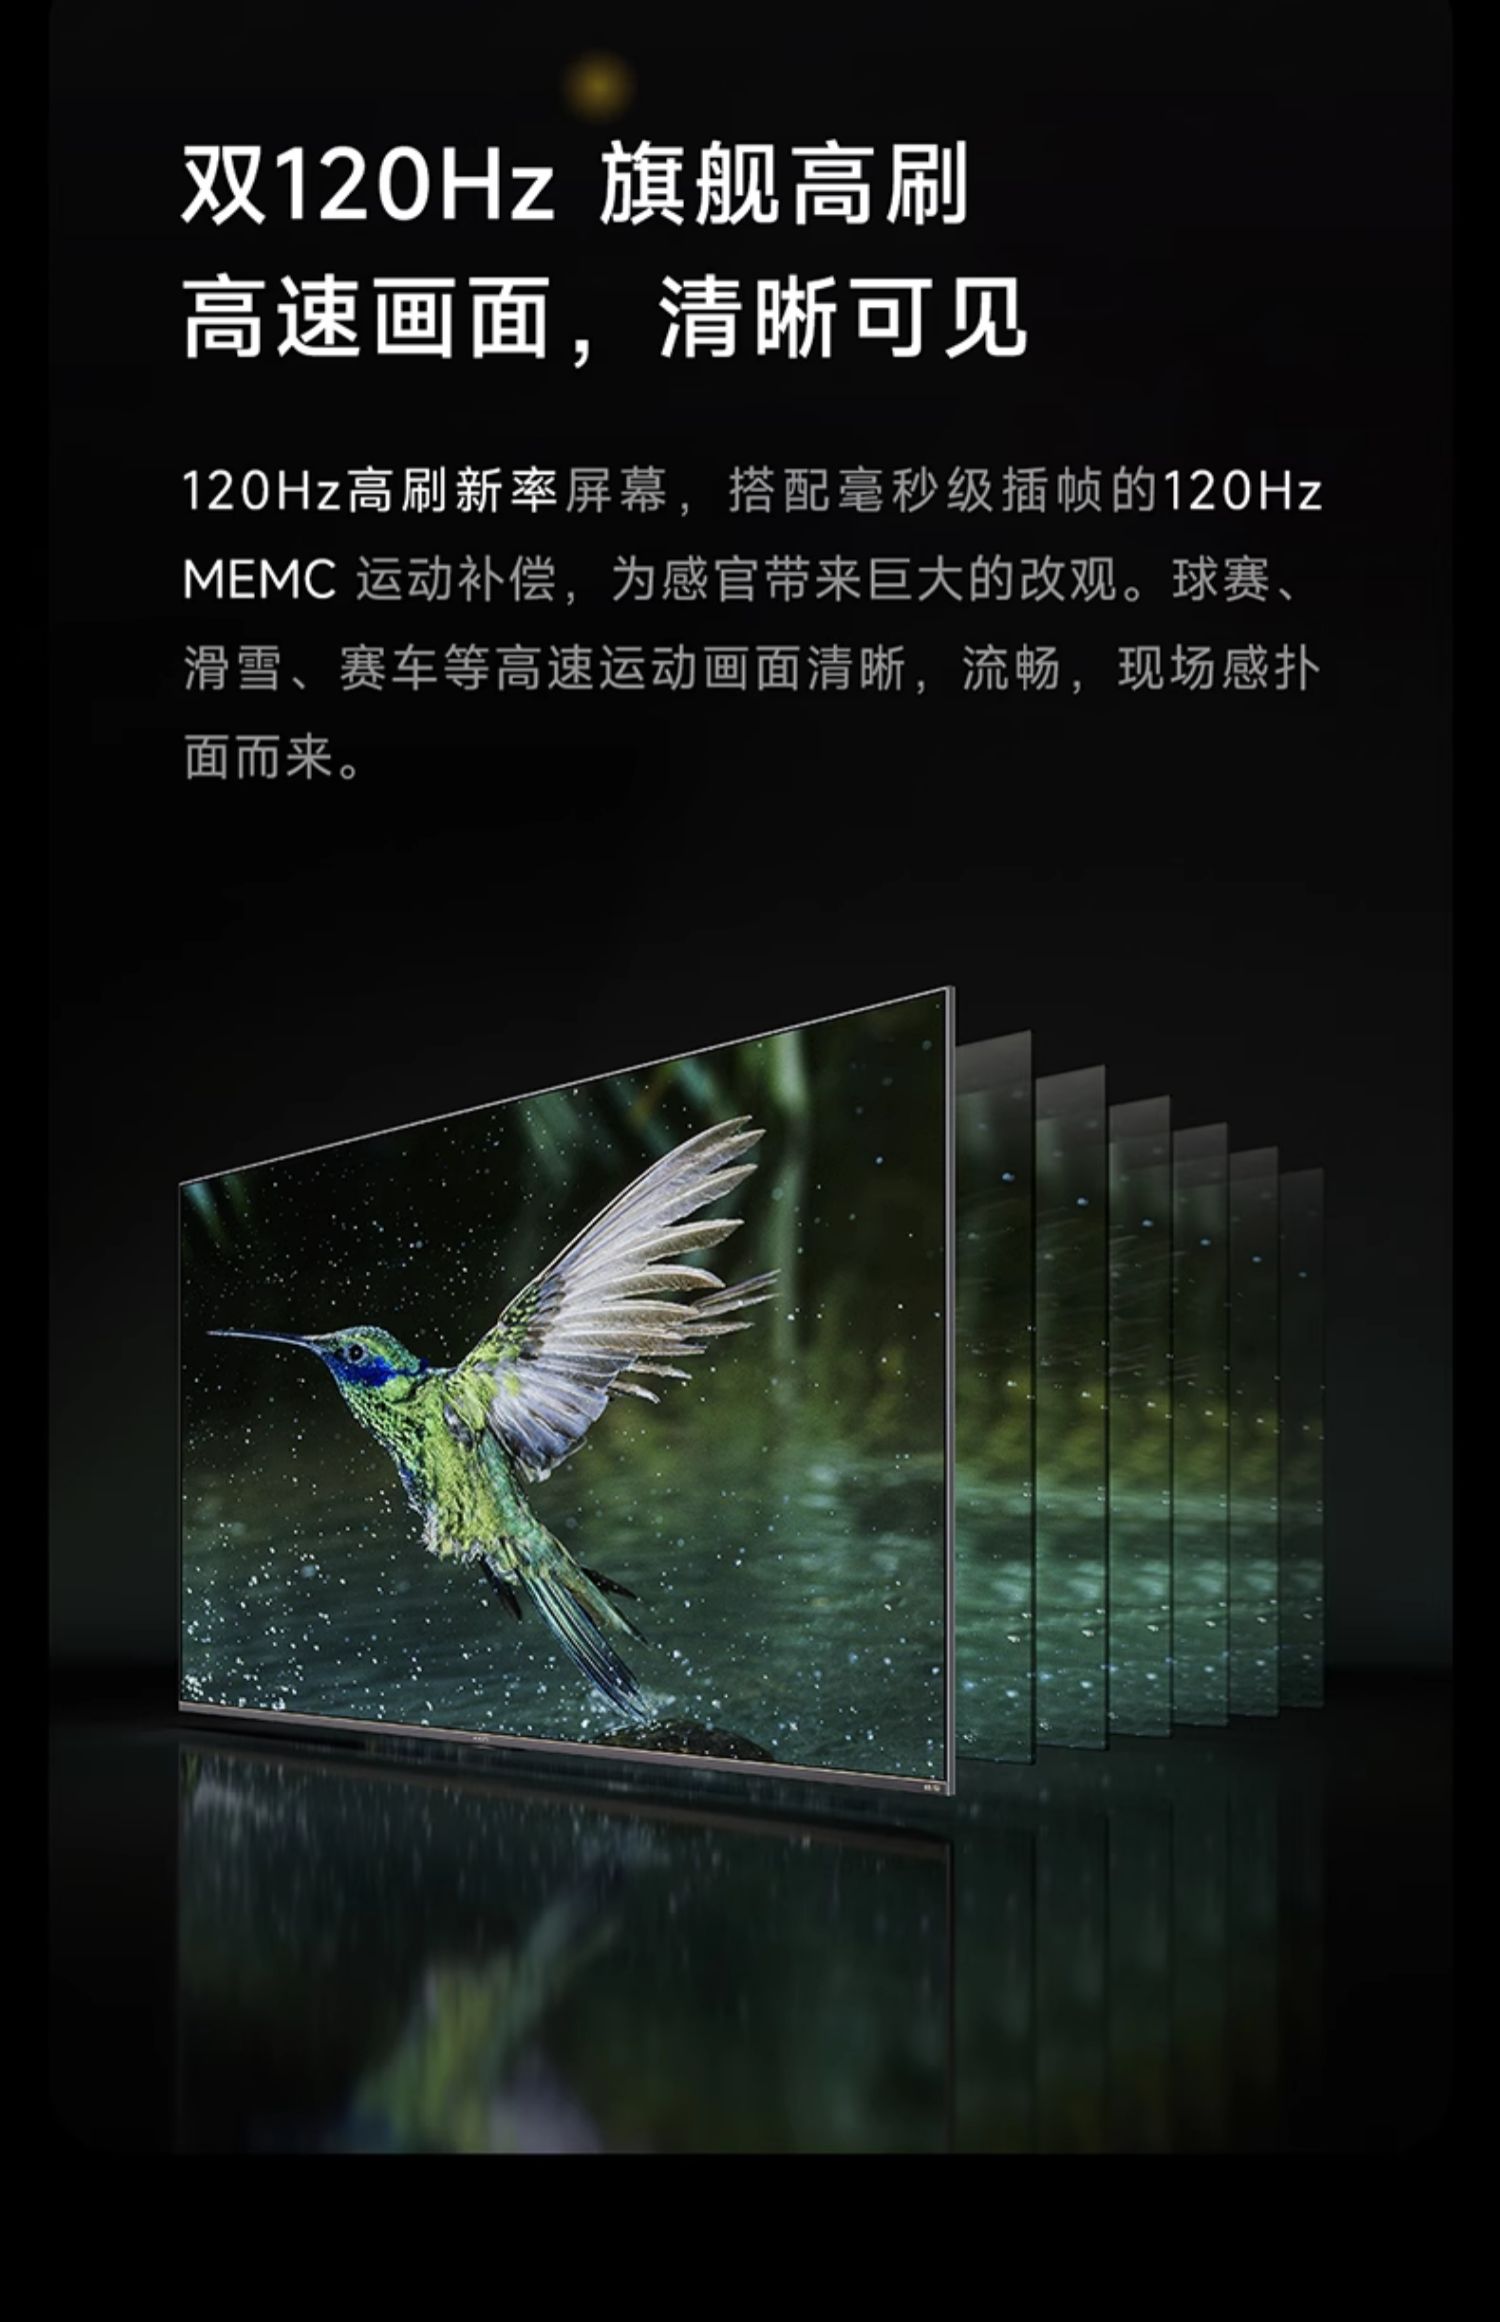 双120Hz 旗舰高刷
高速画面，清晰可见
120Hz高刷新率屏幕，搭配毫秒级插帧的120Hz
MEMC 运动补偿，为感官带来巨大的改观。球赛、
滑雪、赛车等高速运动画面清晰，流畅，现场感扑
面而来。